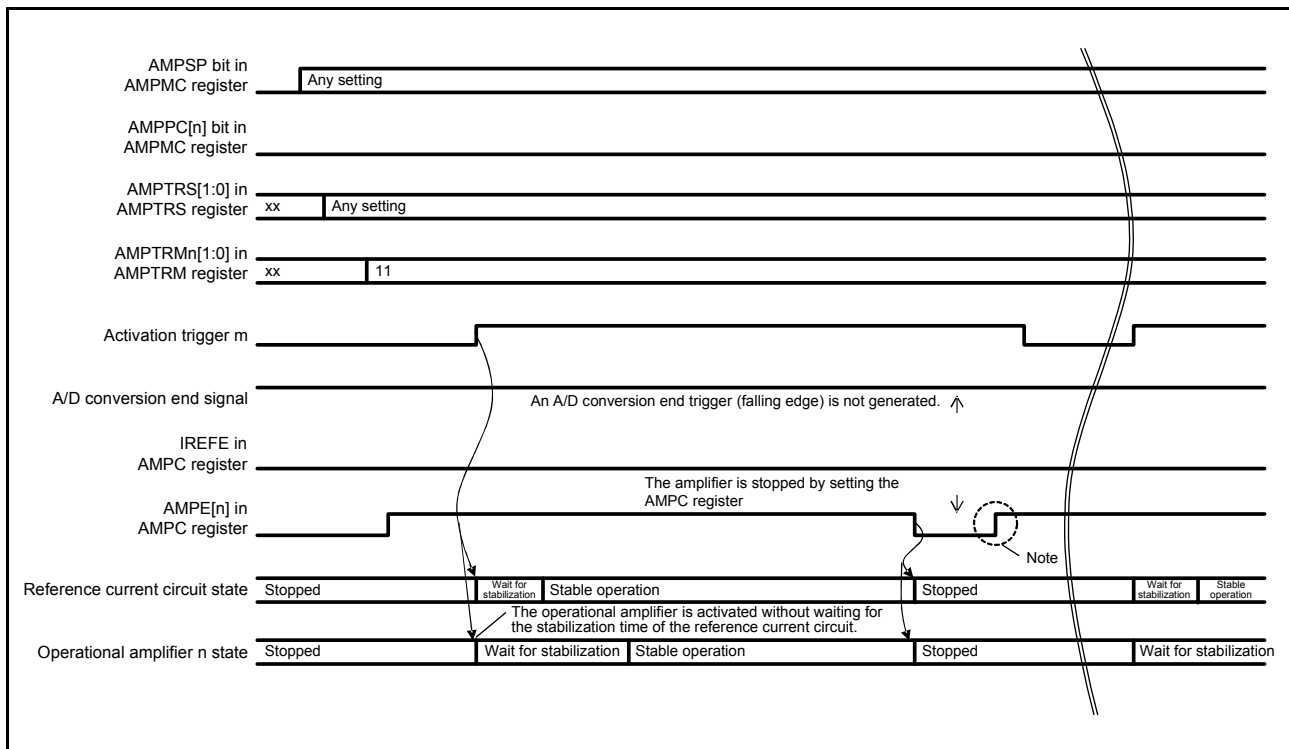 AMPSP bit in
AMPMC register
Any setting
AMPPC[n] bit in
AMPMC register
AMPTRS[1:0] in
AMPTRS register
xx
Any setting
AMPTRMn[1:0] in
AMPTRM register
xx
11
Activation trigger m
A/D conversion end signal
An A/D conversion end trigger (falling edge) is not generated.
IREFE in
AMPC register
The amplifier is stopped by setting the
AMPC register
AMPE[n] in
AMPC register
Note
Reference current circuit state
Stopped
Wait for
stabilization
Stable operation
Stopped
Wait for
stabilization
Stable
operation
The operational amplifier is activated without waiting for
the stabilization time of the reference current circuit.
Operational amplifier n state
Stopped
Wait for stabilization
Stable operation
Stopped
Wait for stabilization